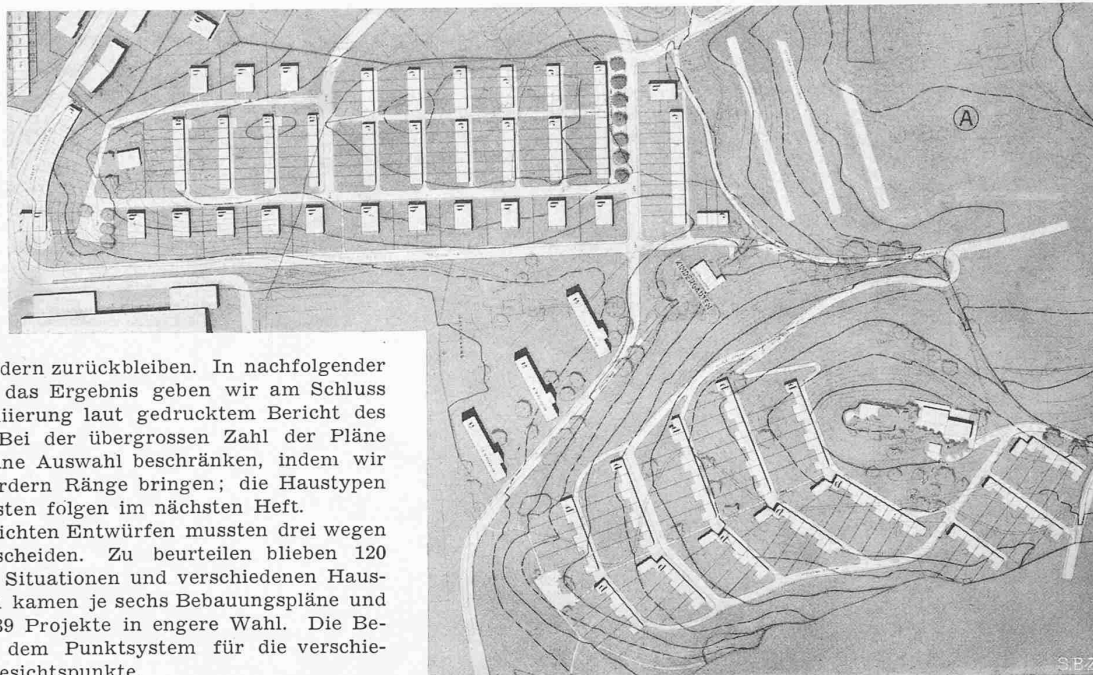 A
KINDERGARTEN
dern zurückbleiben. In nachfolgender
das Ergebnis geben wir am Schluss
iierung laut gedrucktem Bericht des
Bei der übergrossen Zahl der Pläne
ne Auswahl beschränken, indem wir
rdern Ränge bringen; die Haustypen
sten folgen im nächsten Heft.
ichten Entwürfen mussten drei wegen
scheiden. Zu beurteilen blieben 120
Situationen und verschiedenen Haus-
kamen je sechs Bebauungspläne und
39 Projekte in engere Wahl. Die Be-
dem Punktsystem für die verschie-
esichtspunkte
S.B.Z